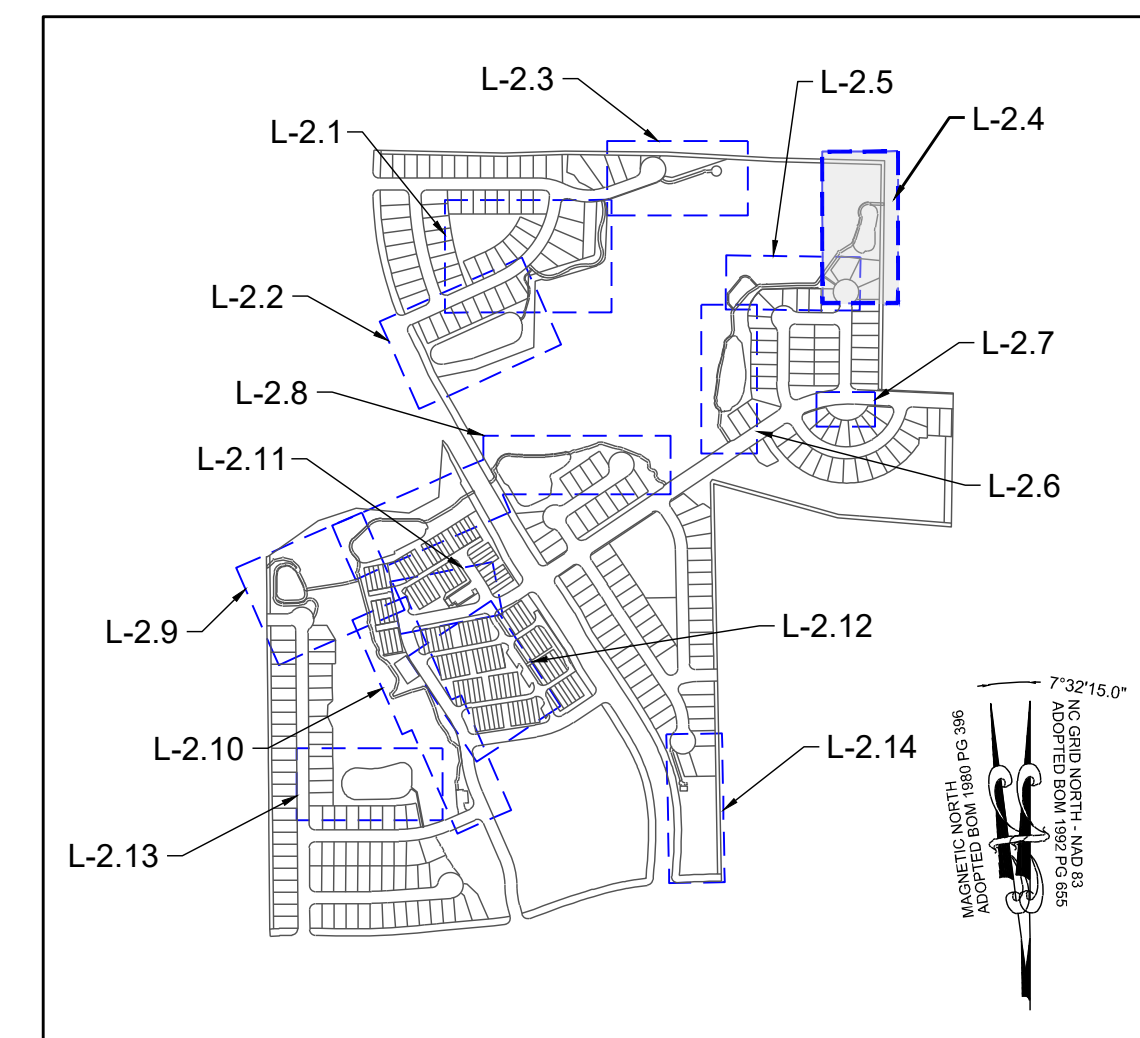 L-2.3
L-2.5
L-2.4
L-2.1
L-2.2
L-2.7
L-2.8
L-2.11
L-2.6
L-2.9
L-2.12
L-2.10
L-2.14
L-2.13
7°32'15.0"
MAGNETIC NORTH
ADOPTED BOM 1980 PG 396
NC GRID NORTH - NAD 83
ADOPTED BOM 1992 PG 655